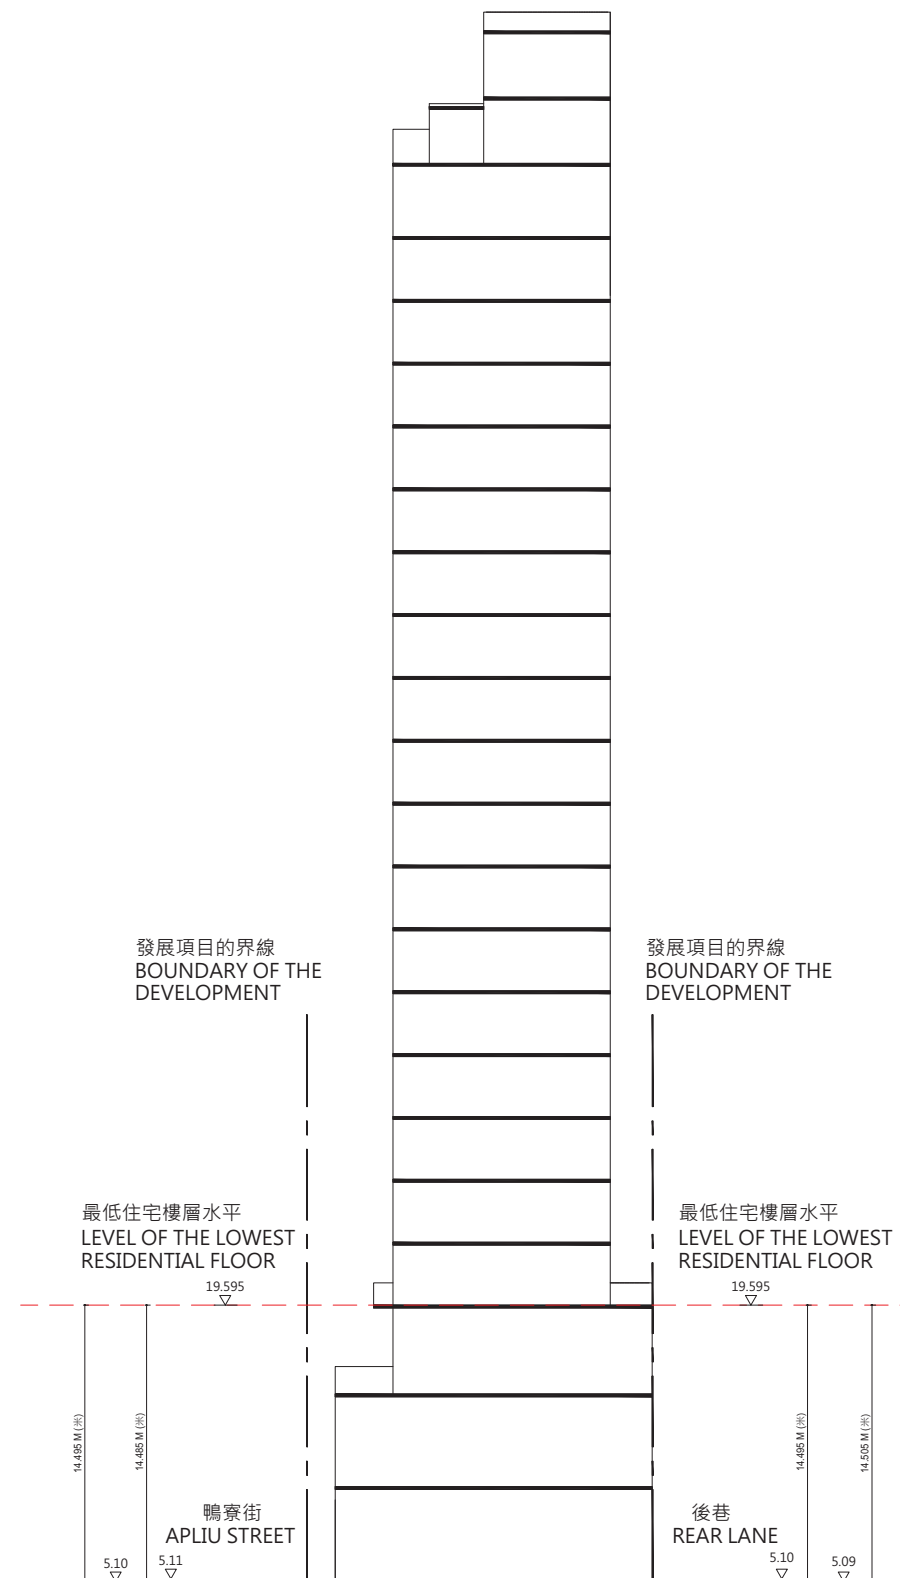 發展項目的界線
BOUNDARY OF THE
DEVELOPMENT
發展項目的界線
BOUNDARY OF THE
DEVELOPMENT
最低住宅樓層水平
LEVEL OF THE LOWEST
RESIDENTIAL FLOOR
19.595
最低住宅樓層水平
LEVEL OF THE LOWEST
RESIDENTIAL FLOOR
19.595
14.495 M (米)
14.485 M (米)
14.495 M (米)
14.505 M (米)
鴨寮街
APLIU STREET
後巷
REAR LANE
5.10
5.11
5.10
5.09